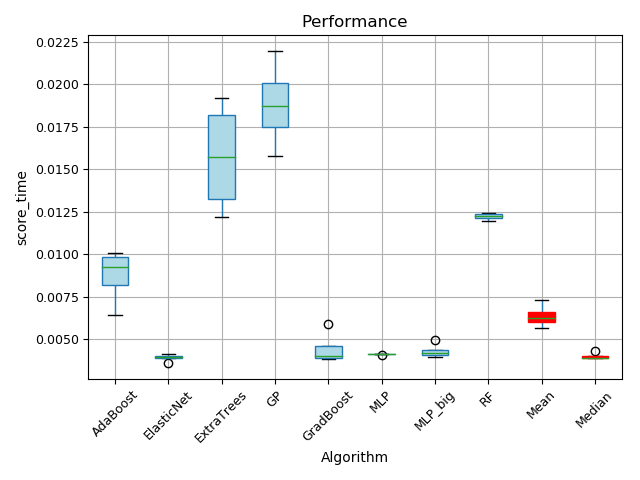 Performance
0.0225
0.0200
0.0175
0.0150
0.0125
0.0100
0.0075
0.0050
score_time
AdaBoost
ElasticNet
ExtraTrees
GP
GradBoost
MLP
MLP_big
RF
Mean
Median
Algorithm